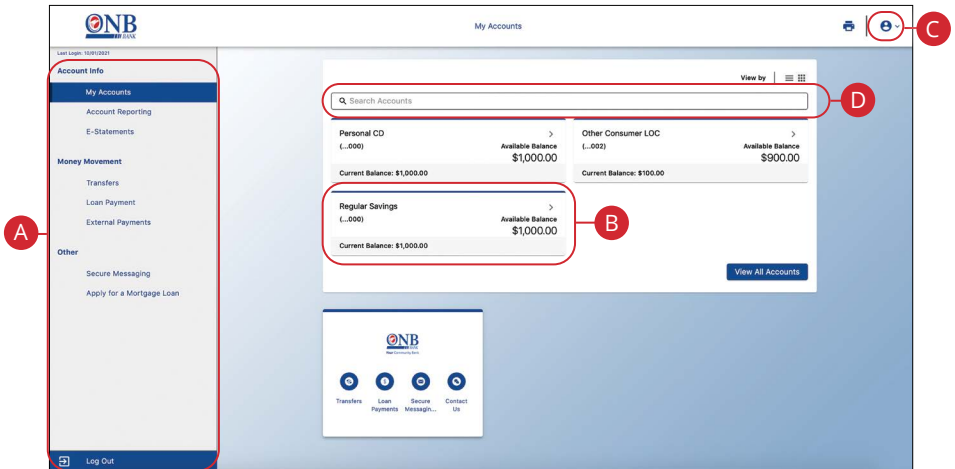 ONB
BANK
My Accounts
C
Last Login: 10/01/2021
Account Info
My Accounts
Account Reporting
E-Statements
Money Movement
Transfers
Loan Payment
External Payments
Other
Secure Messaging
Apply for a Mortgage Loan
Log Out
A
View by
Search Accounts
D
Personal CD
(...000)
Available Balance
$1,000.00
Current Balance: $1,000.00
Other Consumer LOC
(...002)
Available Balance
$900.00
Current Balance: $100.00
Regular Savings
(...000)
Available Balance
$1,000.00
Current Balance: $1,000.00
B
View All Accounts
ONB
BANK
Your Community Bank
Transfers
Loan
Payments
Secure
Messagin...
Contact
Us